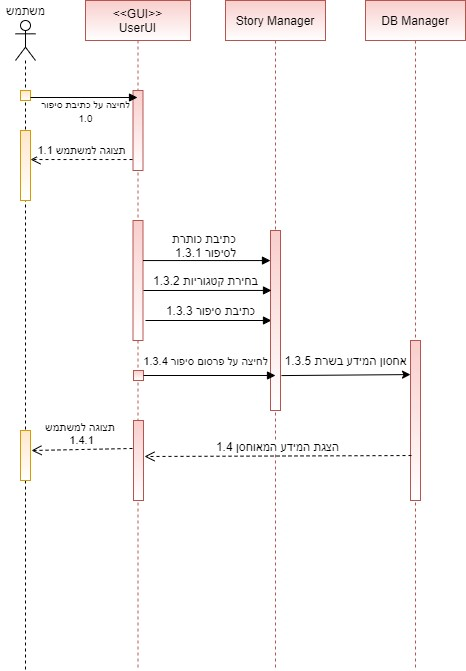 משתמש
<<GUI>>
UserUI
Story Manager
DB Manager
לחיצה על כתיבת סיפור
1.0
תצוגה למשתמש 1.1
כתיבת כותרת
לסיפור 1.3.1
בחירת קטגוריות 1.3.2
כתיבת סיפור 1.3.3
לחיצה על פרסום סיפור 1.3.4
אחסון המידע בשרת 1.3.5
תצוגה למשתמש
1.4.1
הצגת המידע המאוחסן 1.4